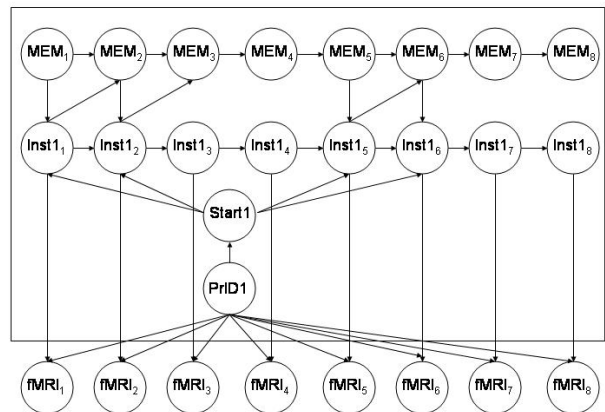 MEM₁ MEM₂ MEM₃ MEM₄ MEM₅ MEM₆ MEM₇ MEM₈
Inst1₁ Inst1₂ Inst1₃ Inst1₄ Inst1₅ Inst1₆ Inst1₇ Inst1₈
Start1
PrID1
fMRI₁ fMRI₂ fMRI₃ fMRI₄ fMRI₅ fMRI₆ fMRI₇ fMRI₈